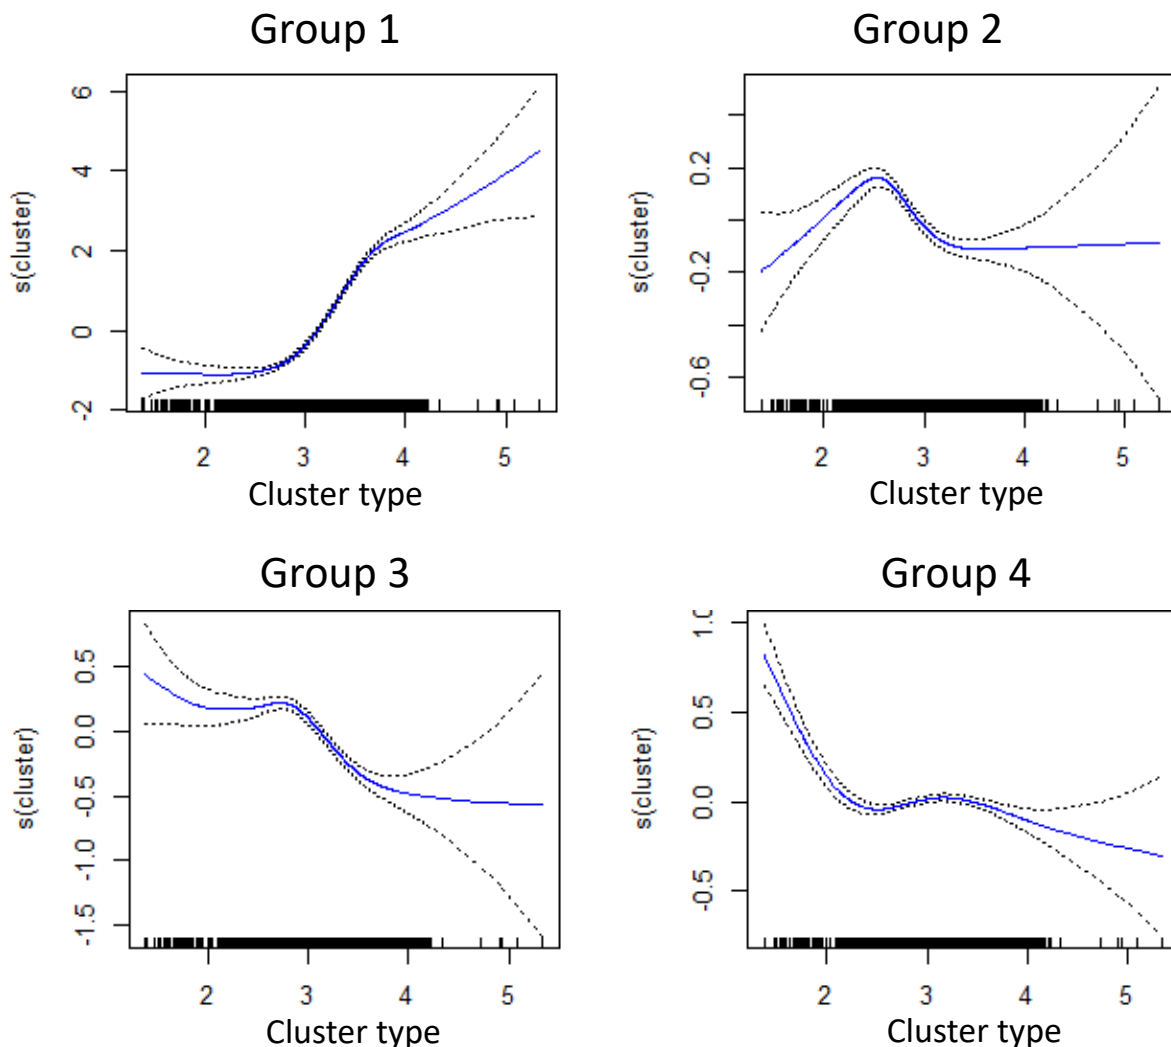 Group 1
6
4
2
0
-2
s(cluster)
2 3 4 5
Cluster type
Group 2
0.2
-0.2
-0.6
s(cluster)
2 3 4 5
Cluster type
Group 3
0.5
0.0
-0.5
-1.0
-1.5
s(cluster)
2 3 4 5
Cluster type
Group 4
0.5
0.0
-0.5
s(cluster)
2 3 4 5
Cluster type